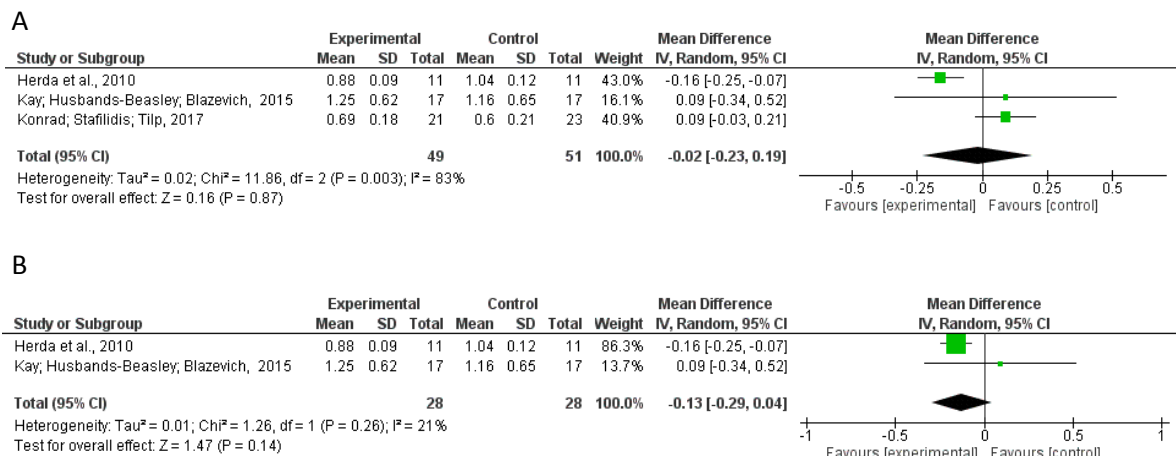 A
Experimental Control Mean Difference Mean Difference
Study or Subgroup Mean SD Total Mean SD Total Weight IV, Random, 95% CI IV, Random, 95% CI
Herda et al., 2010 0.88 0.09 11 1.04 0.12 11 43.0% -0.16 [-0.25, -0.07]
Kay; Husbands-Beasley; Blazevich, 2015 1.25 0.62 17 1.16 0.65 17 16.1% 0.09 [-0.34, 0.52]
Konrad; Stafilidis; Tilp, 2017 0.69 0.18 21 0.6 0.21 23 40.9% 0.09 [-0.03, 0.21]
Total (95% CI) 49 51 100.0% -0.02 [-0.23, 0.19]
Heterogeneity: Tau² = 0.02; Chi² = 11.86, df = 2 (P = 0.003); I² = 83%
Test for overall effect: Z = 0.16 (P = 0.87)
-0.5 -0.25 0 0.25 0.5
Favours [experimental] Favours [control]
B
Experimental Control Mean Difference Mean Difference
Study or Subgroup Mean SD Total Mean SD Total Weight IV, Random, 95% CI IV, Random, 95% CI
Herda et al., 2010 0.88 0.09 11 1.04 0.12 11 86.3% -0.16 [-0.25, -0.07]
Kay; Husbands-Beasley; Blazevich, 2015 1.25 0.62 17 1.16 0.65 17 13.7% 0.09 [-0.34, 0.52]
Total (95% CI) 28 28 100.0% -0.13 [-0.29, 0.04]
Heterogeneity: Tau² = 0.01; Chi² = 1.26, df = 1 (P = 0.26); I² = 21%
Test for overall effect: Z = 1.47 (P = 0.14)
-1 -0.5 0 0.5 1
Favours [experimental] Favours [control]